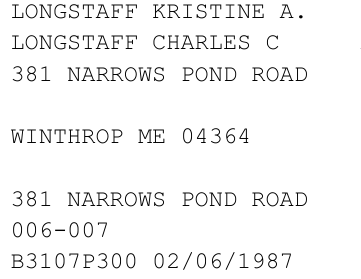 LONGSTAFF KRISTINE A.
LONGSTAFF CHARLES C
381 NARROWS POND ROAD
WINTHROP ME 04364
381 NARROWS POND ROAD
006-007
B3107P300 02/06/1987